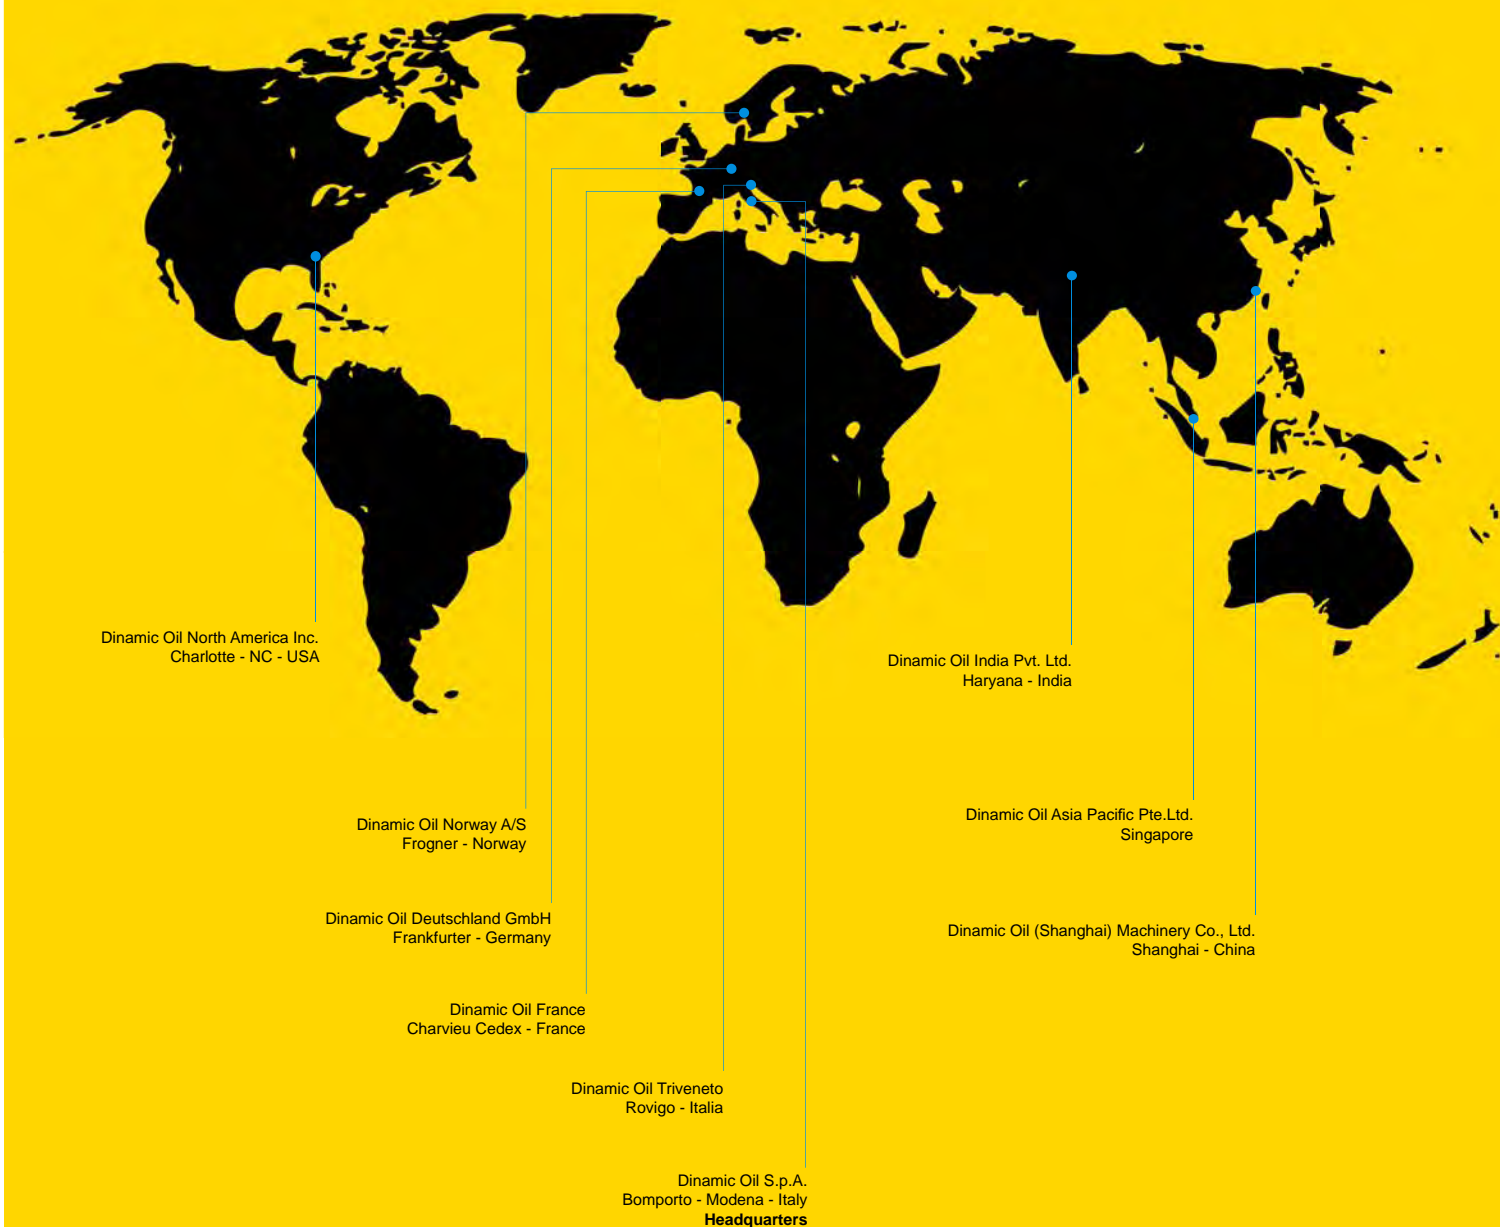 Dinamic Oil North America Inc.
Charlotte - NC - USA
Dinamic Oil India Pvt. Ltd.
Haryana - India
Dinamic Oil Norway A/S
Frogner - Norway
Dinamic Oil Asia Pacific Pte.Ltd.
Singapore
Dinamic Oil Deutschland GmbH
Frankfurter - Germany
Dinamic Oil (Shanghai) Machinery Co., Ltd.
Shanghai - China
Dinamic Oil France
Charvieu Cedex - France
Dinamic Oil Triveneto
Rovigo - Italia
Dinamic Oil S.p.A.
Bomporto - Modena - Italy
Headquarters